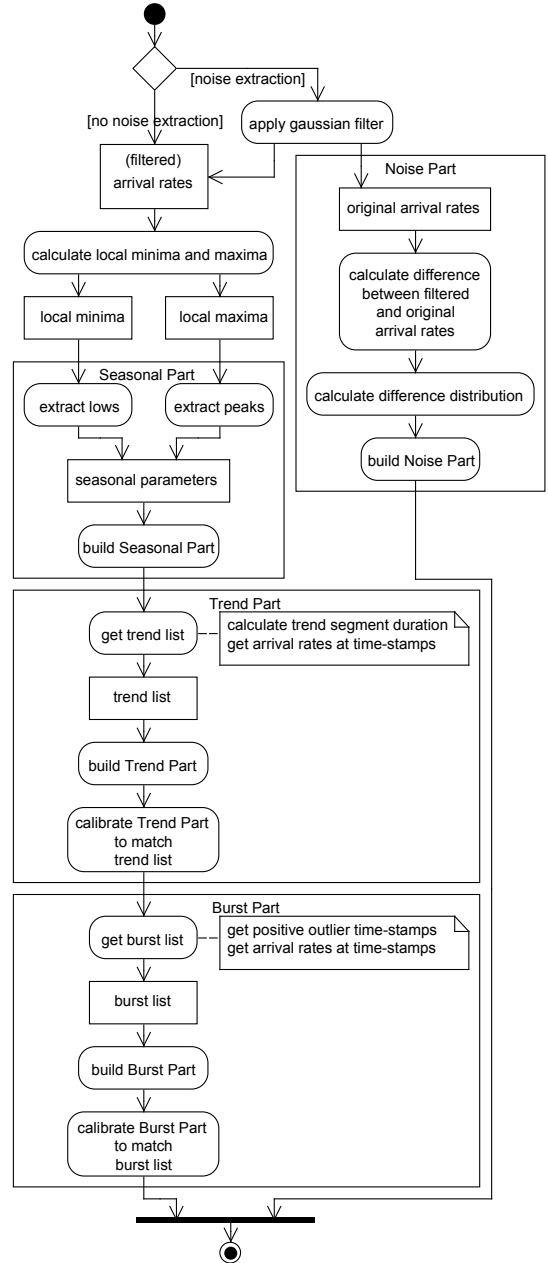 [noise extraction]
[no noise extraction]
apply gaussian filter
(filtered)
arrival rates
Noise Part
original arrival rates
calculate difference
between filtered
and original
arrival rates
calculate difference distribution
build Noise Part
calculate local minima and maxima
local minima
local maxima
Seasonal Part
extract lows
extract peaks
seasonal parameters
build Seasonal Part
Trend Part
get trend list
calculate trend segment duration
get arrival rates at time-stamps
trend list
build Trend Part
calibrate Trend Part
to match
trend list
Burst Part
get burst list
get positive outlier time-stamps
get arrival rates at time-stamps
burst list
build Burst Part
calibrate Burst Part
to match
burst list